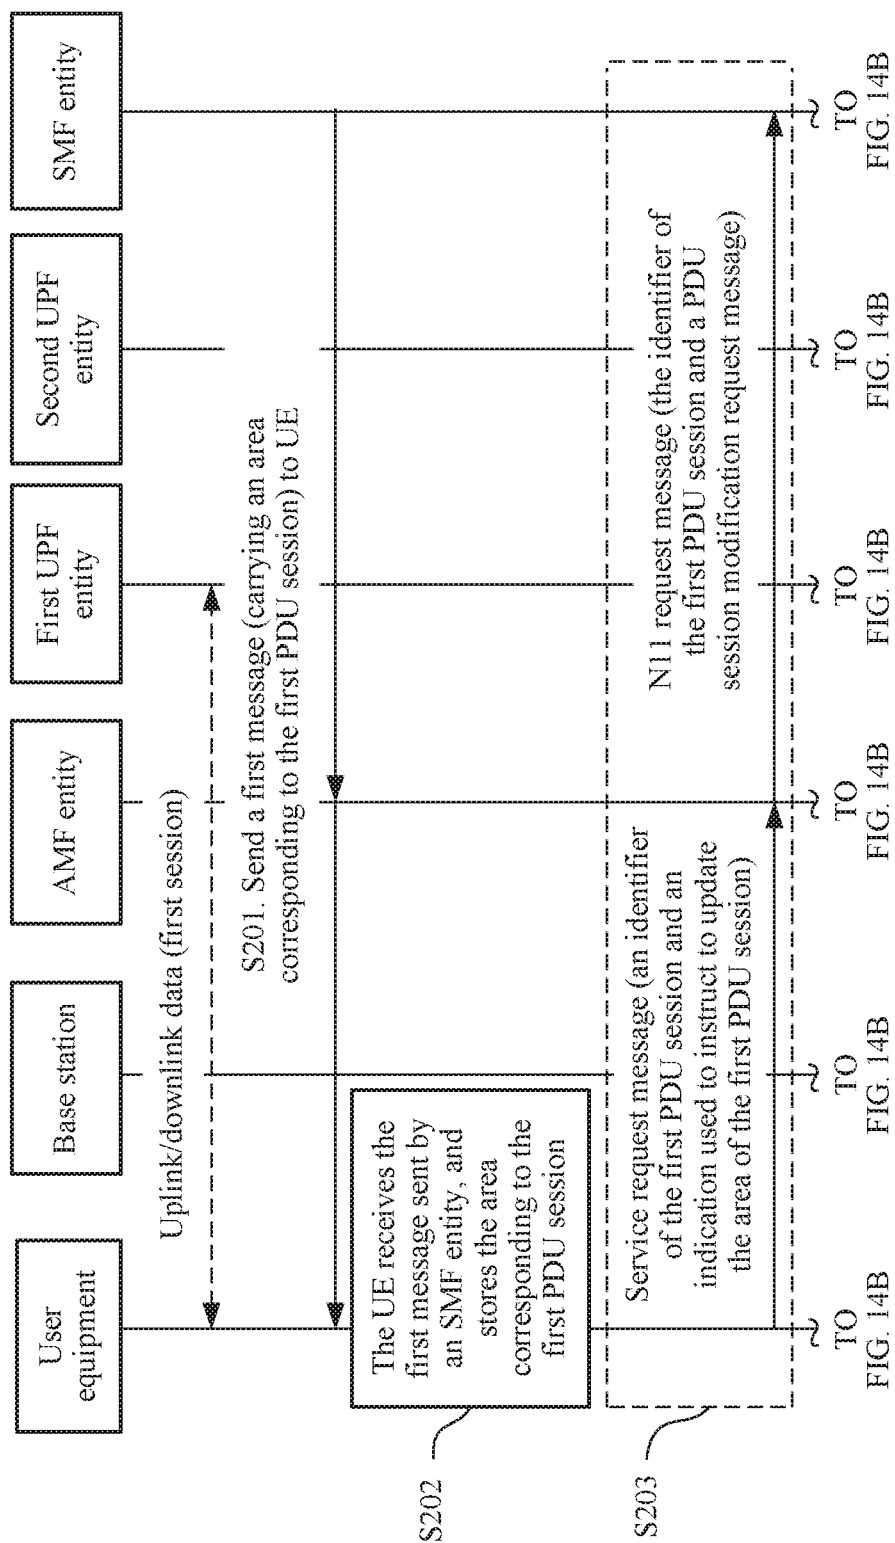 User
equipment
Base station
AMF entity
First UPF
entity
Second UPF
entity
SMF entity
Uplink/downlink data (first session)
S201. Send a first message (carrying an area
corresponding to the first PDU session) to UE
The UE receives the
first message sent by
an SMF entity, and
stores the area
corresponding to the
first PDU session
S202
Service request message (an identifier
of the first PDU session and an
indication used to instruct to update
the area of the first PDU session)
N11 request message (the identifier of
the first PDU session and a PDU
session modification request message)
S203
TO
FIG. 14B
TO
FIG. 14B
TO
FIG. 14B
TO
FIG. 14B
TO
FIG. 14B
TO
FIG. 14B